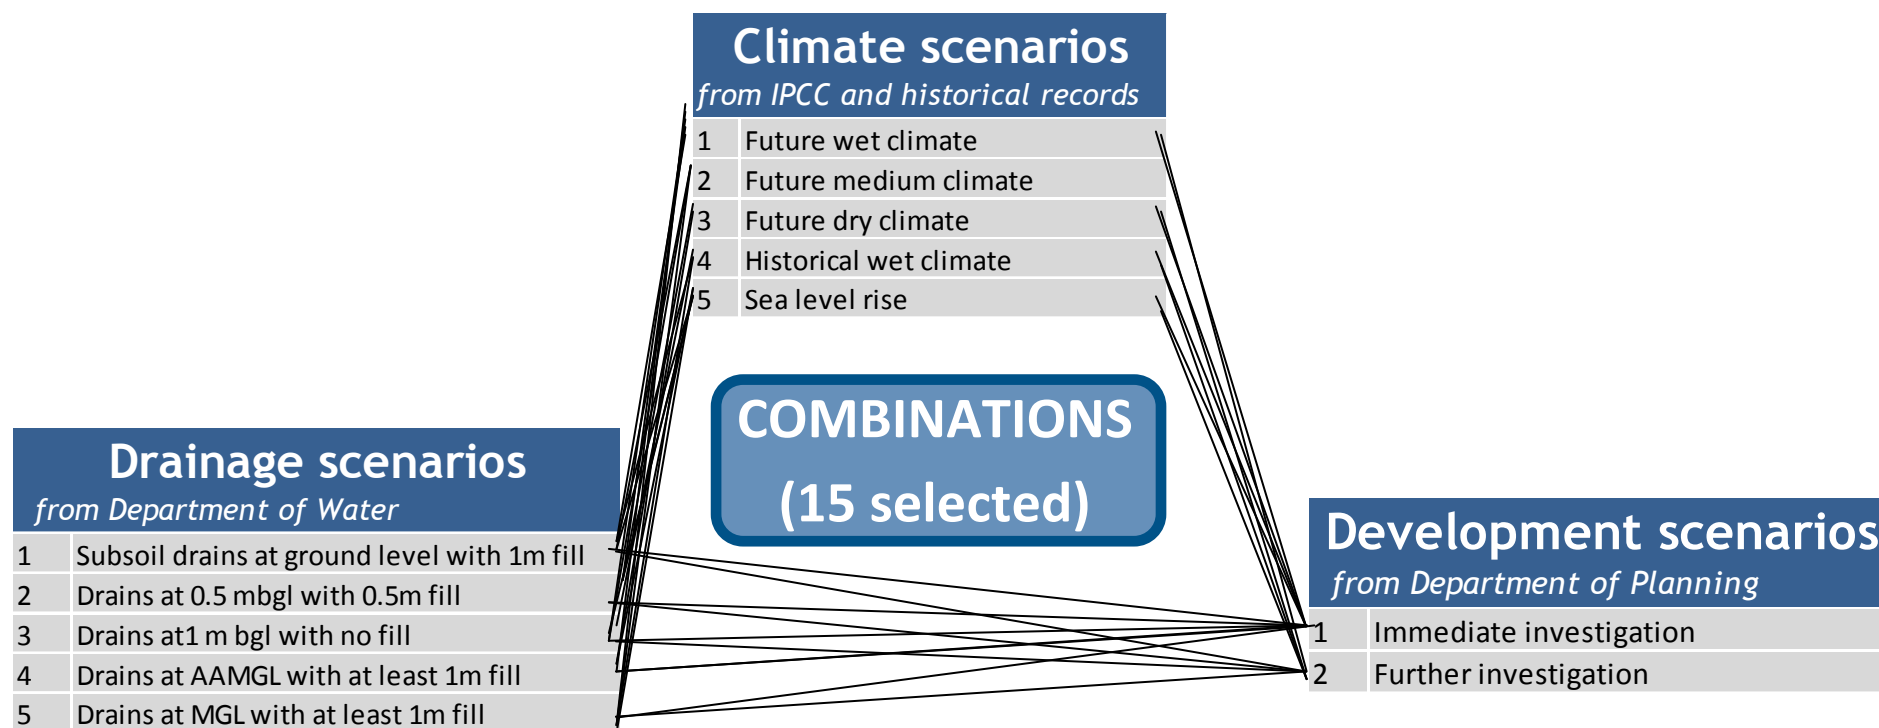 Climate scenarios
from IPCC and historical records
1 Future wet climate
2 Future medium climate
3 Future dry climate
4 Historical wet climate
5 Sea level rise
COMBINATIONS
(15 selected)
Drainage scenarios
from Department of Water
1 Subsoil drains at ground level with 1m fill
2 Drains at 0.5 mbgl with 0.5m fill
3 Drains at1 m bgl with no fill
4 Drains at AAMGL with at least 1m fill
5 Drains at MGL with at least 1m fill
Development scenarios
from Department of Planning
1 Immediate investigation
2 Further investigation